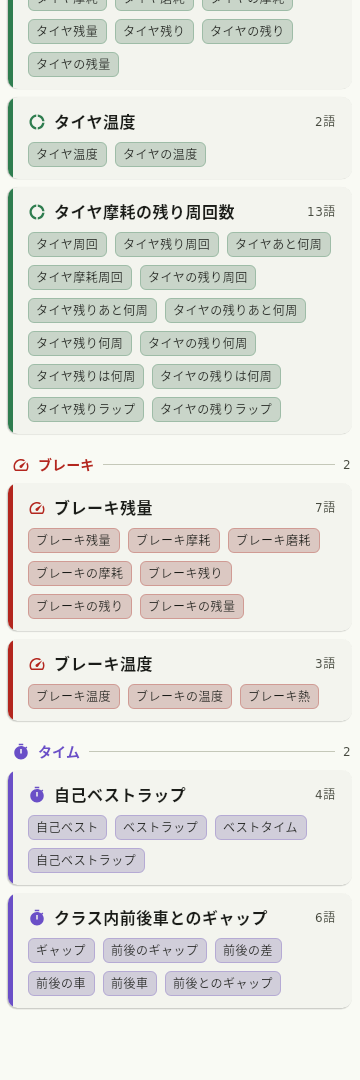 タイヤ摩耗 タイヤ磨耗 タイヤの摩耗
タイヤ残量 タイヤ残り タイヤの残り
タイヤの残量
タイヤ温度 2語
タイヤ温度 タイヤの温度
タイヤ摩耗の残り周回数 13語
タイヤ周回 タイヤ残り周回 タイヤあと何周
タイヤ摩耗周回 タイヤの残り周回
タイヤ残りあと何周 タイヤの残りあと何周
タイヤ残り何周 タイヤの残り何周
タイヤ残りは何周 タイヤの残りは何周
タイヤ残りラップ タイヤの残りラップ
ブレーキ 2
ブレーキ残量 7語
ブレーキ残量 ブレーキ摩耗 ブレーキ磨耗
ブレーキの摩耗 ブレーキ残り
ブレーキの残り ブレーキの残量
ブレーキ温度 3語
ブレーキ温度 ブレーキの温度 ブレーキ熱
タイム 2
自己ベストラップ 4語
自己ベスト ベストラップ ベストタイム
自己ベストラップ
クラス内前後車とのギャップ 6語
ギャップ 前後のギャップ 前後の差
前後の車 前後車 前後とのギャップ